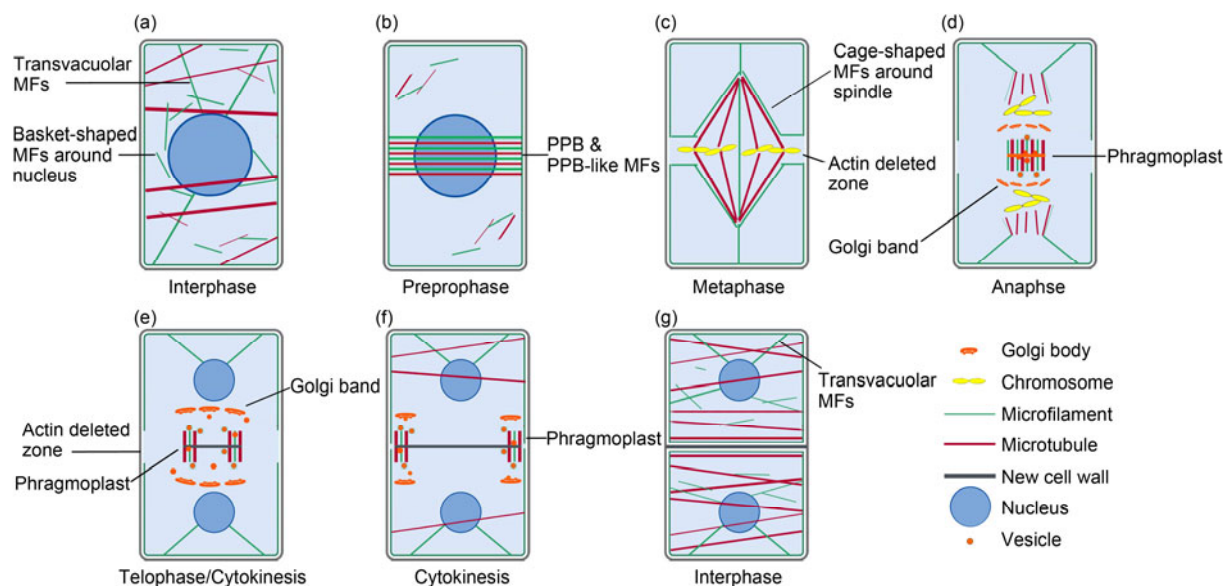 (a)
Transvacuolar
MFs
Basket-shaped
MFs around
nucleus
Interphase
(b)
PPB &
PPB-like MFs
Preprophase
(c)
Cage-shaped
MFs around
spindle
Actin deleted
zone
Metaphase
(d)
Phragmoplast
Golgi band
Anaphse
(e)
Golgi band
Actin deleted
zone
Phragmoplast
Telophase/Cytokinesis
(f)
Phragmoplast
Cytokinesis
(g)
Transvacuolar
MFs
Interphase
Golgi body
Chromosome
Microfilament
Microtubule
New cell wall
Nucleus
Vesicle